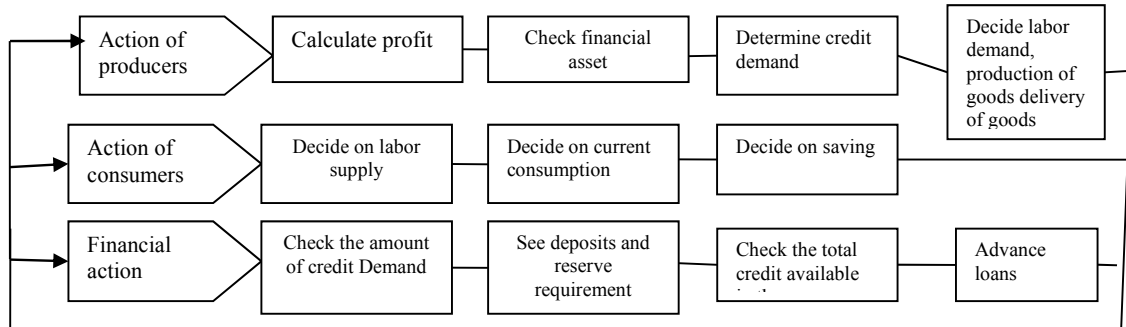 Action of
producers
Calculate profit
Check financial
asset
Determine credit
demand
Decide labor
demand,
production of
goods delivery
of goods
Action of
consumers
Decide on labor
supply
Decide on current
consumption
Decide on saving
Financial
action
Check the amount
of credit Demand
See deposits and
reserve
requirement
Check the total
credit available
Advance
loans